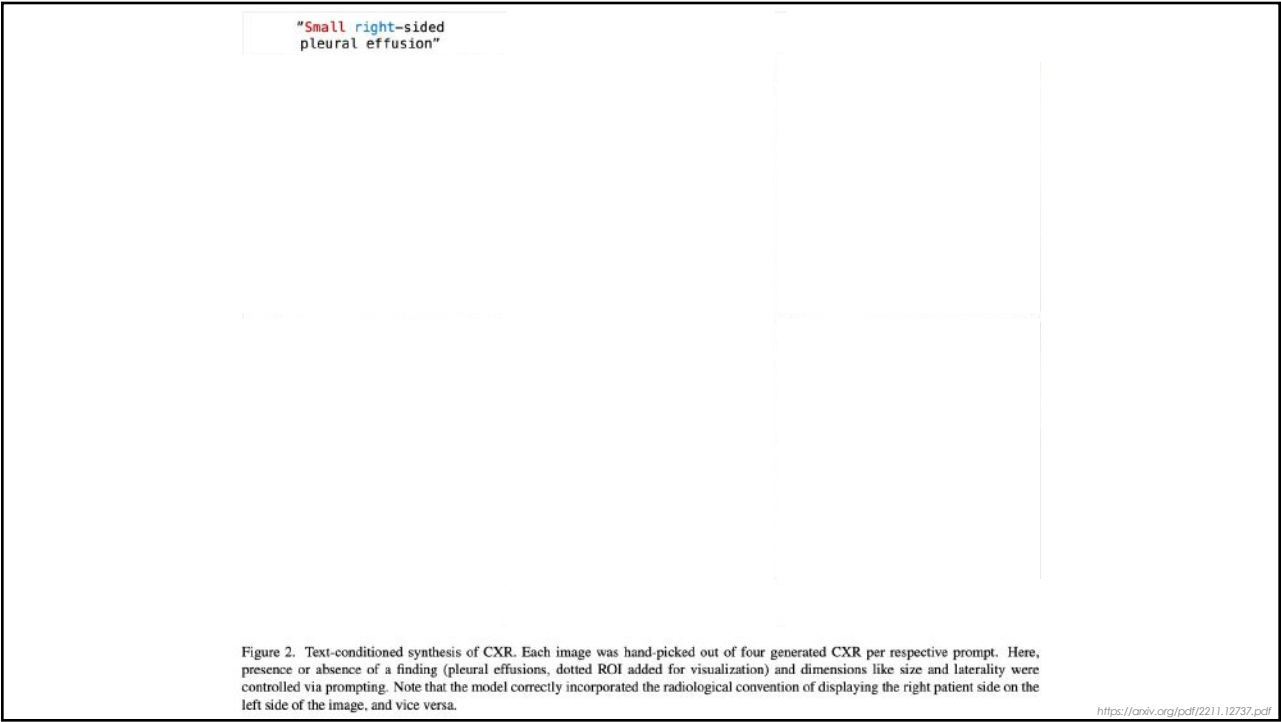 "Small right-sided
pleural effusion"
Figure 2. Text-conditioned synthesis of CXR. Each image was hand-picked out of four generated CXR per respective prompt. Here,
presence or absence of a finding (pleural effusions, dotted ROI added for visualization) and dimensions like size and laterality were
controlled via prompting. Note that the model correctly incorporated the radiological convention of displaying the right patient side on the
left side of the image, and vice versa.
https://arxiv.org/pdf/2211.12737.pdf